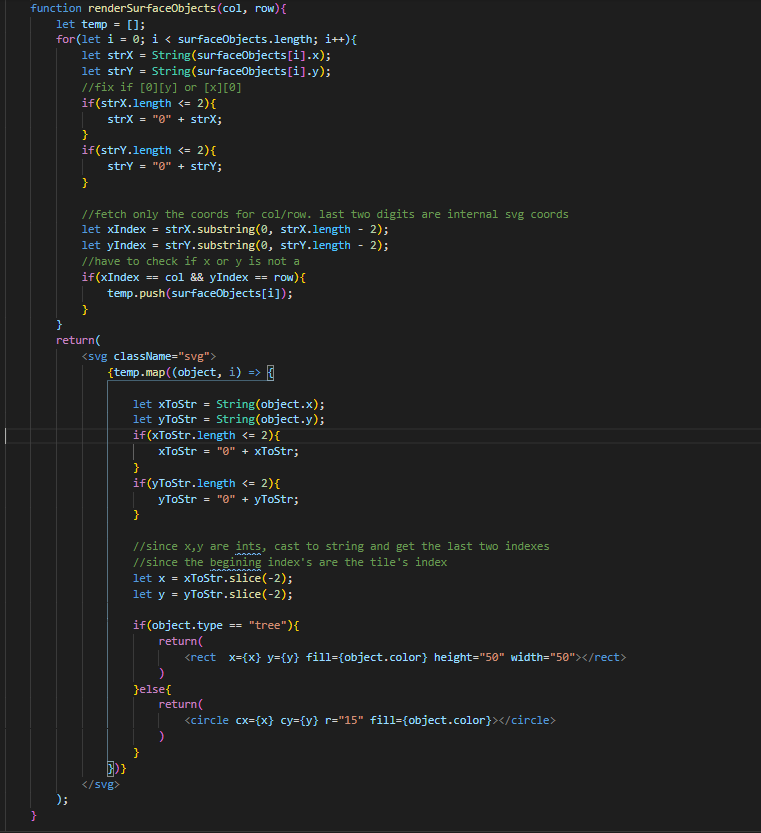 function renderSurfaceObjects(col, row){
let temp = [];
for(let i = 0; i < surfaceObjects.length; i++){
let strX = String(surfaceObjects[i].x);
let strY = String(surfaceObjects[i].y);
//fix if [0][y] or [x][0]
if(strX.length <= 2){
strX = "0" + strX;
}
if(strY.length <= 2){
strY = "0" + strY;
}
//fetch only the coords for col/row. last two digits are internal svg coords
let xIndex = strX.substring(0, strX.length - 2);
let yIndex = strY.substring(0, strY.length - 2);
//have to check if x or y is not a
if(xIndex == col && yIndex == row){
temp.push(surfaceObjects[i]);
}
}
return(
<svg className="svg">
{temp.map((object, i) => {
let xToStr = String(object.x);
let yToStr = String(object.y);
if(xToStr.length <= 2){
xToStr = "0" + xToStr;
}
if(yToStr.length <= 2){
yToStr = "0" + yToStr;
}
//since x,y are ints, cast to string and get the last two indexes
//since the begining index's are the tile's index
let x = xToStr.slice(-2);
let y = yToStr.slice(-2);
if(object.type == "tree"){
return(
<rect  x={x} y={y} fill={object.color} height="50" width="50"></rect>
)
}else{
return(
<circle cx={x} cy={y} r="15" fill={object.color}></circle>
)
}
})}
</svg>
);
}